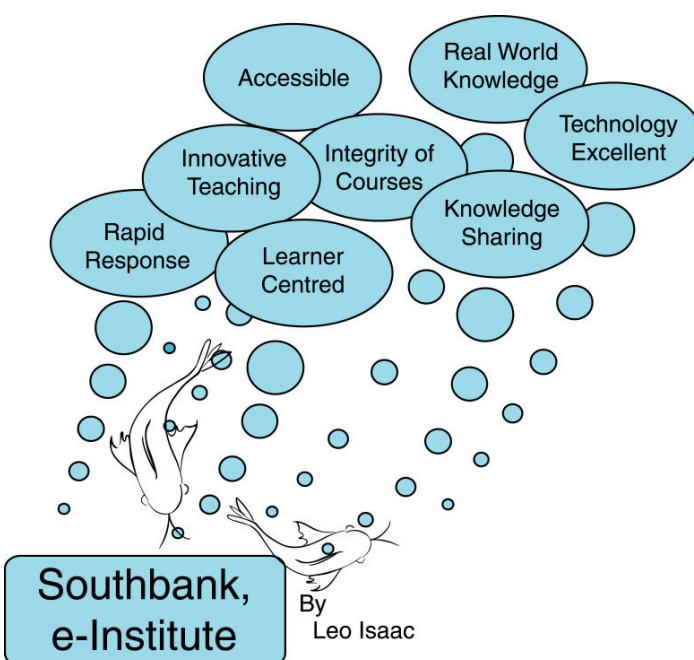 Accessible
Real World
Knowledge
Technology
Excellent
Innovative
Teaching
Integrity of
Courses
Knowledge
Sharing
Rapid
Response
Learner
Centred
Southbank,
e-Institute
By
Leo Isaac